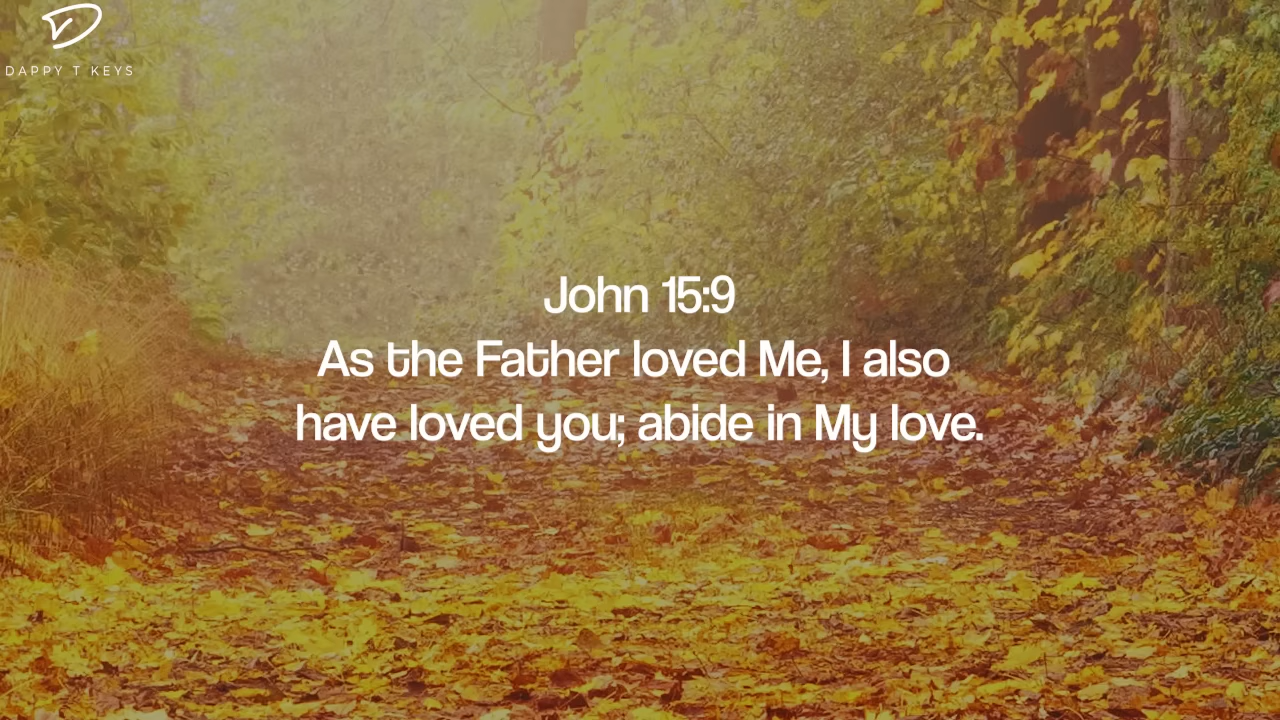 DAPPY T KEYS
John 15:9
As the Father loved Me, I also
have loved you; abide in My love.